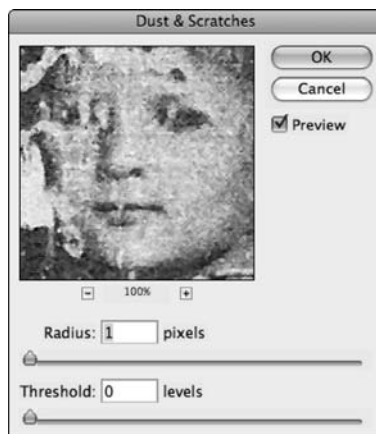 Dust & Scratches
OK
Cancel
Preview
100%
Radius: 1 pixels
Threshold: 0 levels